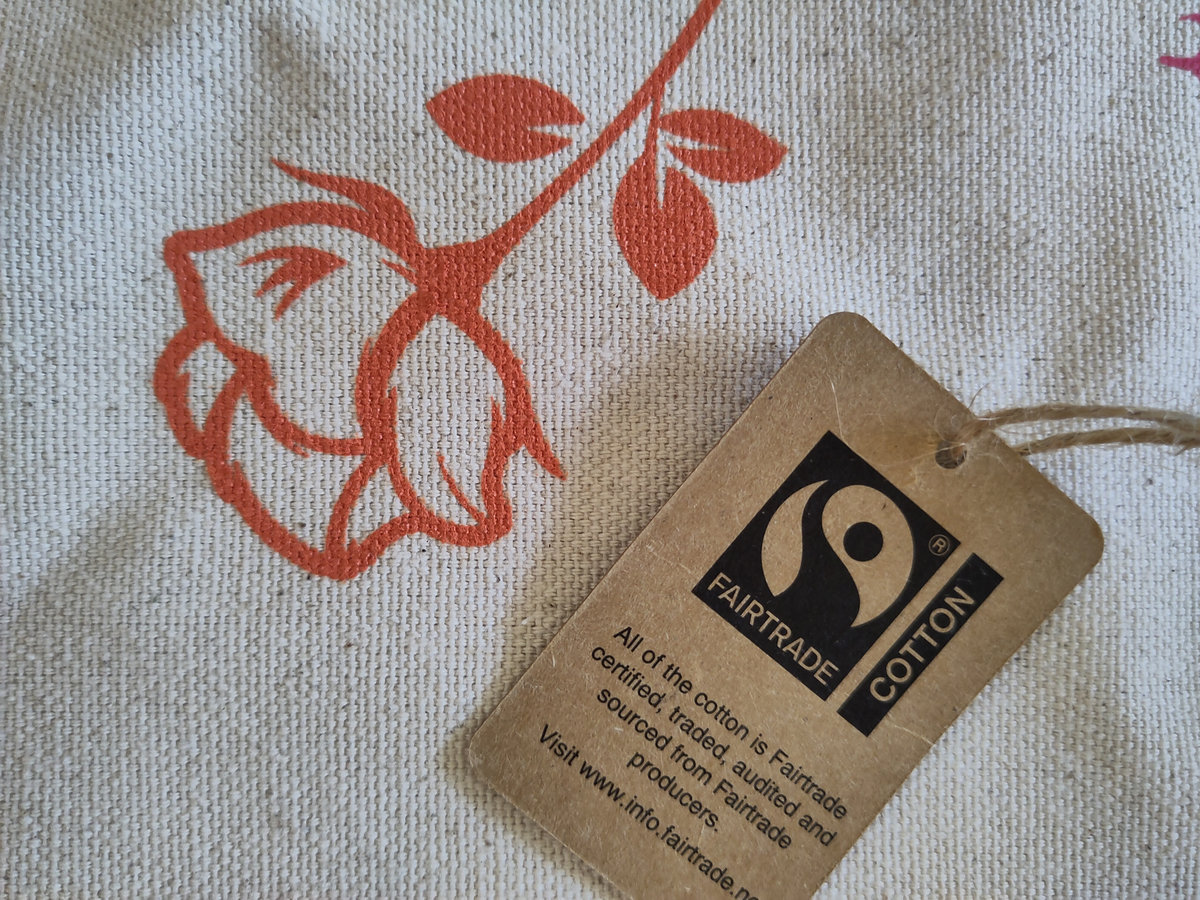 FAIRTRADE
®
COTTON
All of the cotton is Fairtrade
certified, traded, audited and
sourced from Fairtrade
producers.
Visit www.info.fairtrade.ne